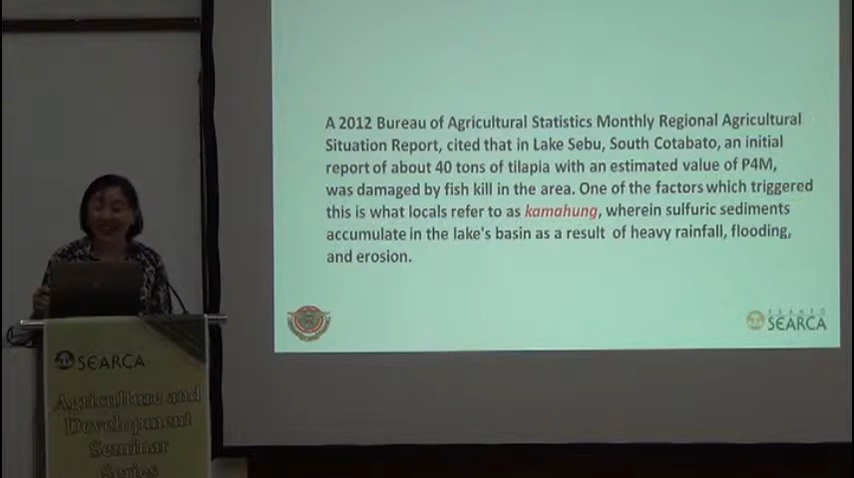 A 2012 Bureau of Agricultural Statistics Monthly Regional Agricultural
Situation Report, cited that in Lake Sebu, South Cotabato, an initial
report of about 40 tons of tilapia with an estimated value of P4M,
was damaged by fish kill in the area. One of the factors which triggered
this is what locals refer to as kamahung, wherein sulfuric sediments
accumulate in the lake's basin as a result of heavy rainfall, flooding,
and erosion.
SEARCA
SEARCA
Agriculture and
Development
Seminar
Series